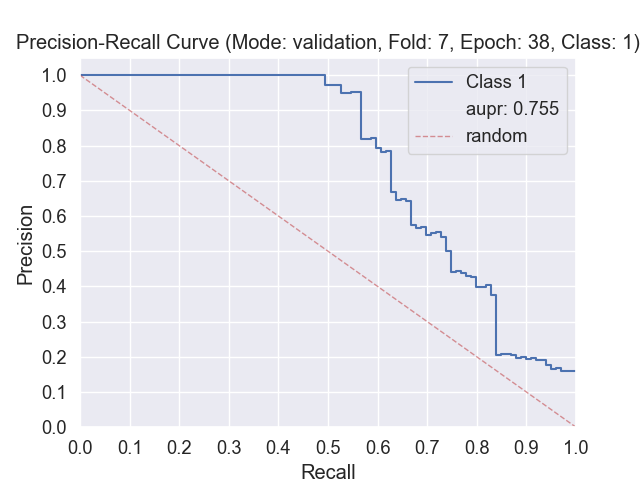 Precision-Recall Curve (Mode: validation, Fold: 7, Epoch: 38, Class: 1)
1.0
0.9
0.8
0.7
0.6
0.5
0.4
0.3
0.2
0.1
0.0
Precision
Class 1
aupr: 0.755
random
0.0 0.1 0.2 0.3 0.4 0.5 0.6 0.7 0.8 0.9 1.0
Recall